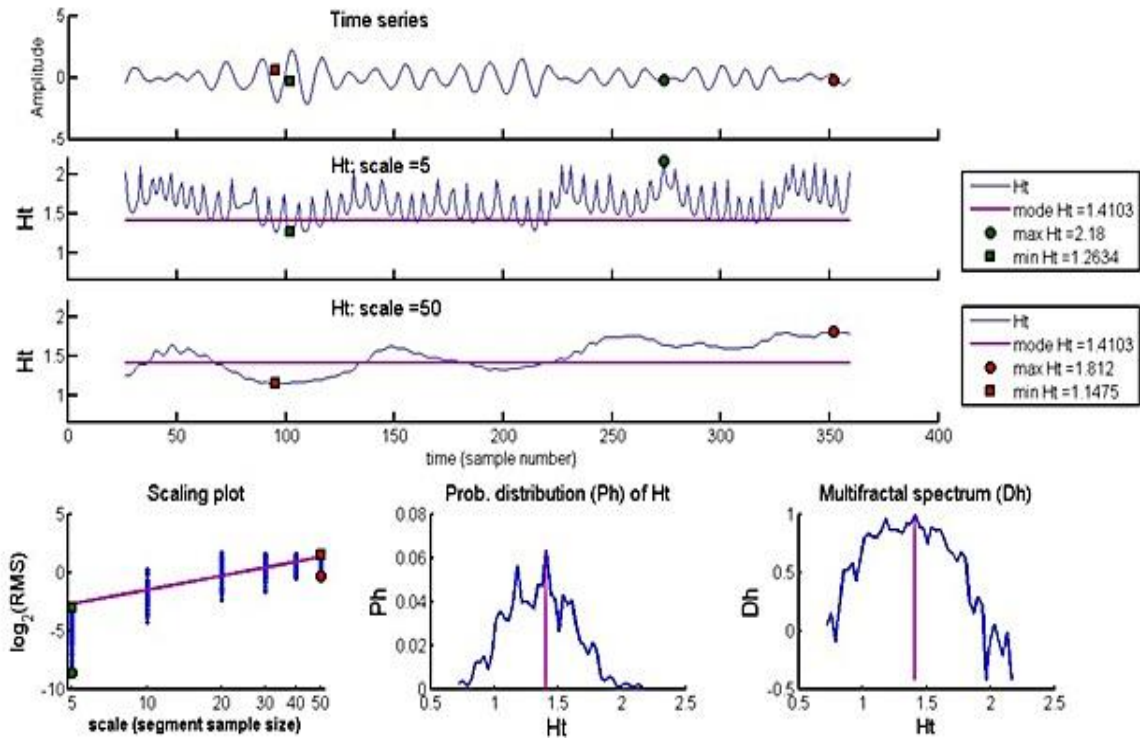 Time series
Amplitude
5
0
-5
Ht: scale =5
Ht
2
1.5
1
Ht
mode Ht =1.4103
max Ht =2.18
min Ht =1.2634
Ht: scale =50
Ht
2
1.5
1
Ht
mode Ht =1.4103
max Ht =1.812
min Ht =1.1475
0 50 100 150 200 250 300 350 400
time (sample number)
Scaling plot
log2(RMS)
5
0
-5
-10
5 10 20 30 40 50
scale (segment sample size)
Prob. distribution (Ph) of Ht
Ph
0.08
0.06
0.04
0.02
0
0.5 1 1.5 2 2.5
Ht
Multifractal spectrum (Dh)
Dh
1
0.5
0
-0.5
0.5 1 1.5 2 2.5
Ht